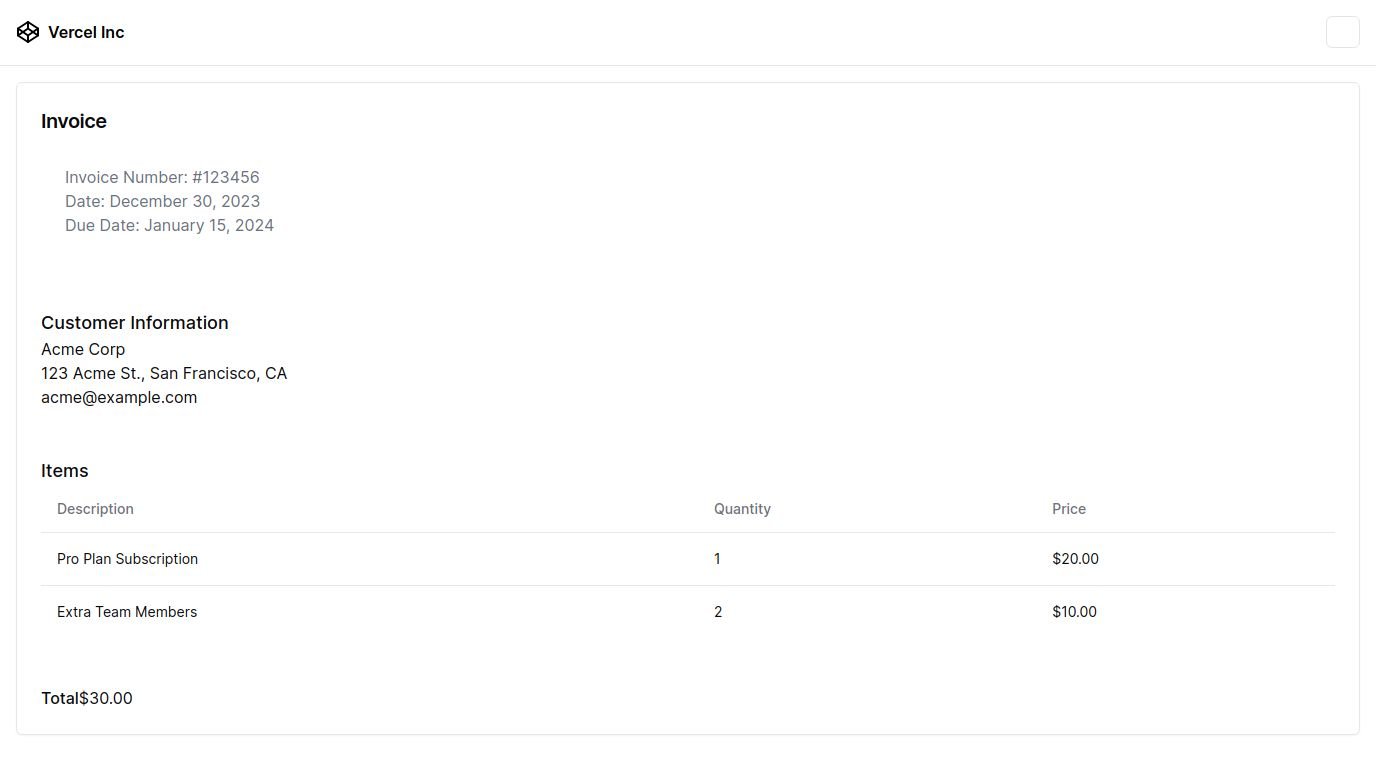 Vercel Inc
Invoice
Invoice Number: #123456
Date: December 30, 2023
Due Date: January 15, 2024
Customer Information
Acme Corp
123 Acme St., San Francisco, CA
acme@example.com
Items
Description Quantity Price
Pro Plan Subscription 1 $20.00
Extra Team Members 2 $10.00
Total$30.00